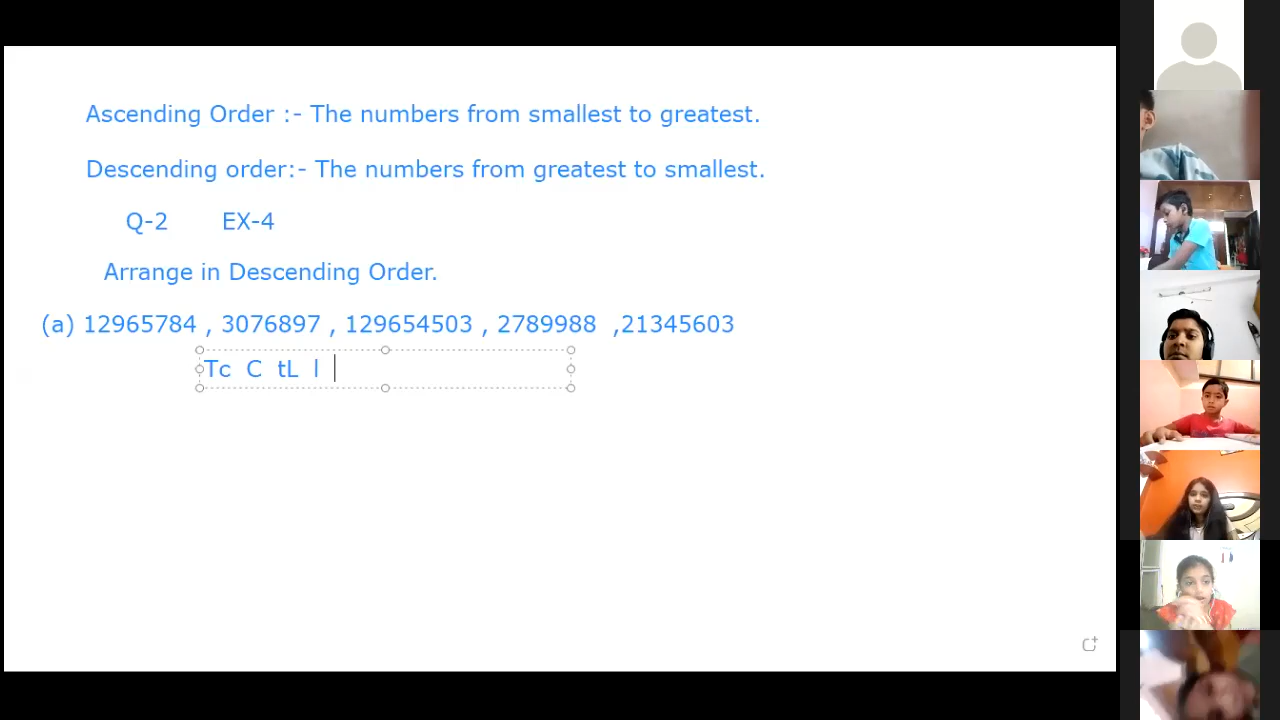 Ascending Order :- The numbers from smallest to greatest.
Descending order:- The numbers from greatest to smallest.
Q-2 EX-4
Arrange in Descending Order.
(a) 12965784 , 3076897 , 129654503 , 2789988 ,21345603
Tc C tL l